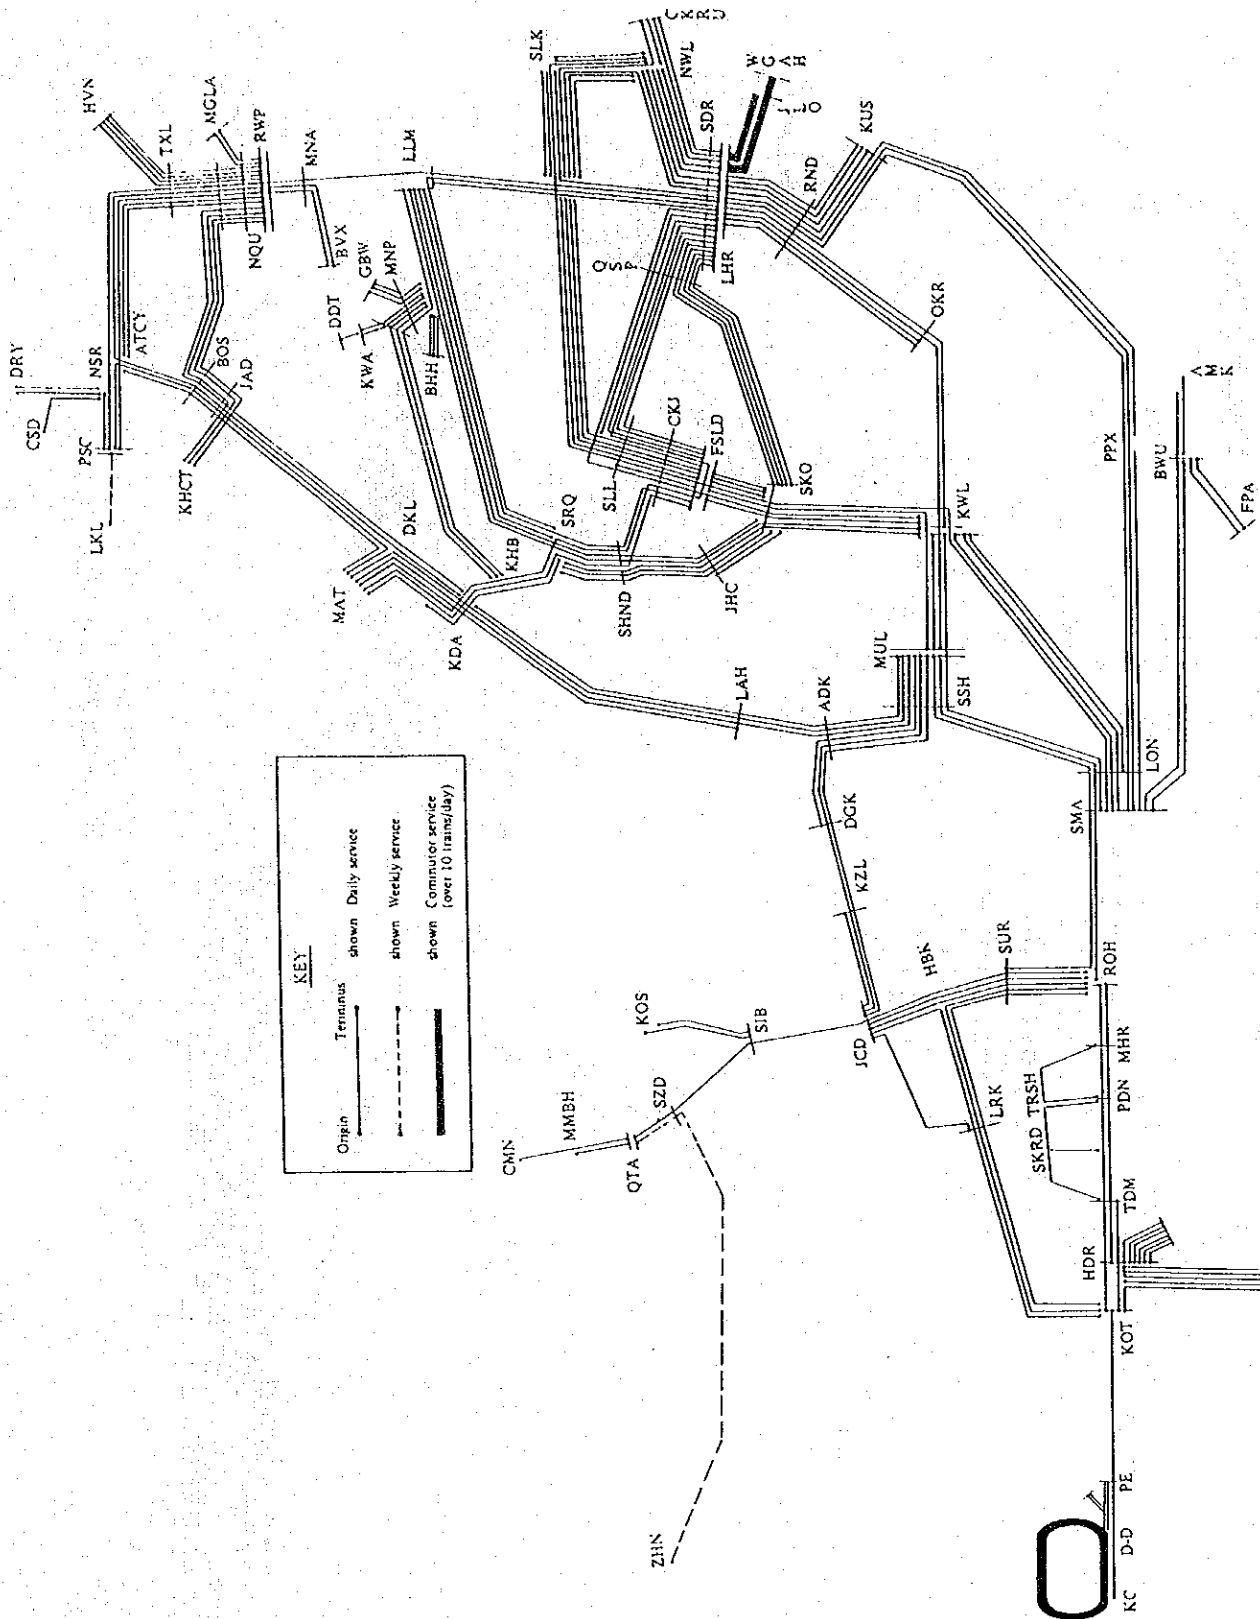 HVN
TXL
MGLA
RWP
NQU
MNA
BVX
LLM
DRY
CSD
NSR
ATCY
PSC
LKL
BOS
JAD
KHCT
DDT
GBW
MNP
KWA
BHH
SLK
NWL
SDR
LHR
RND
KUS
OKR
Q
S
P
DKL
MAT
KDA
KHB
SRQ
SLL
CKJ
FSLD
SKO
SHND
JHC
KWL
PPX
BWU
FPA
MUL
SSH
LAH
ADK
DGK
KZL
LON
SMA
KEY
Origin Terminus
shown Daily service
shown Weekly service
shown Commutor service
(over 10 trains/day)
KOS
SIB
JCD
HBK
SUR
ROH
MHR
PDN
TRSH
SKRD
TDM
HDR
KOT
LRK
CMN
MMBH
QTA
SZD
ZHN
PE
D-D
KC